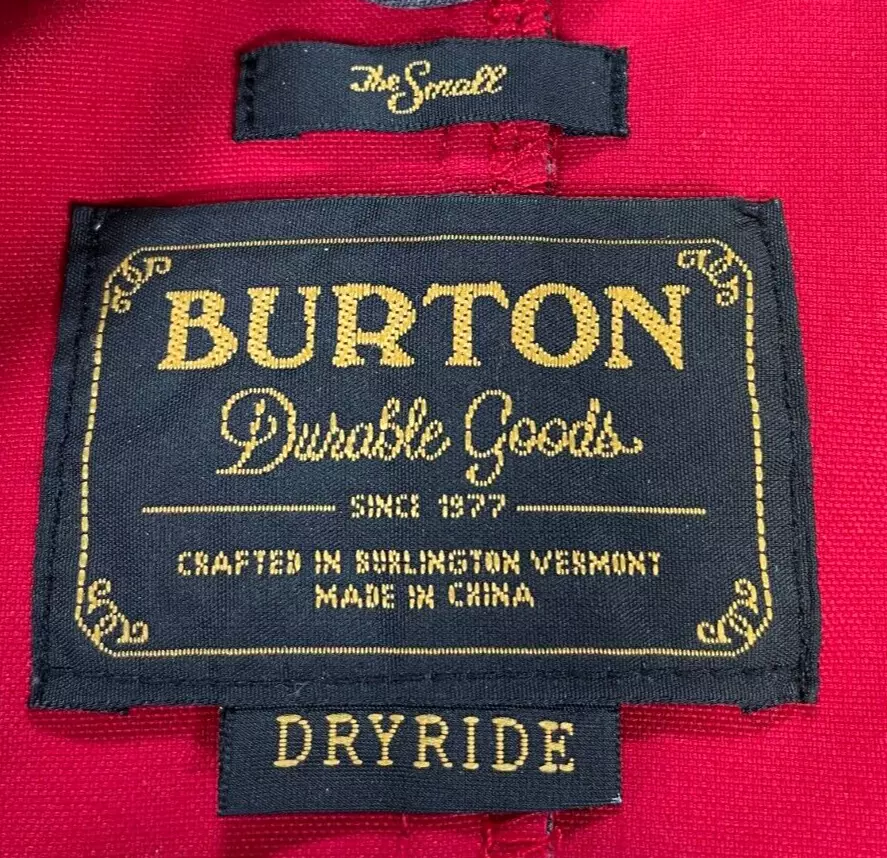 The Small
BURTON
Durable Goods
SINCE 1977
CRAFTED IN BURLINGTON VERMONT
MADE IN CHINA
DRYRIDE